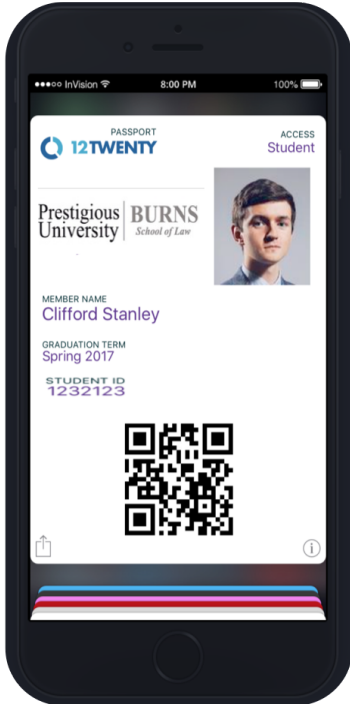 ●●●○○ InVision 8:00 PM 100%
PASSPORT
12TWENTY
ACCESS
Student
Prestigious University
BURNS
School of Law
MEMBER NAME
Clifford Stanley
GRADUATION TERM
Spring 2017
STUDENT ID
1232123